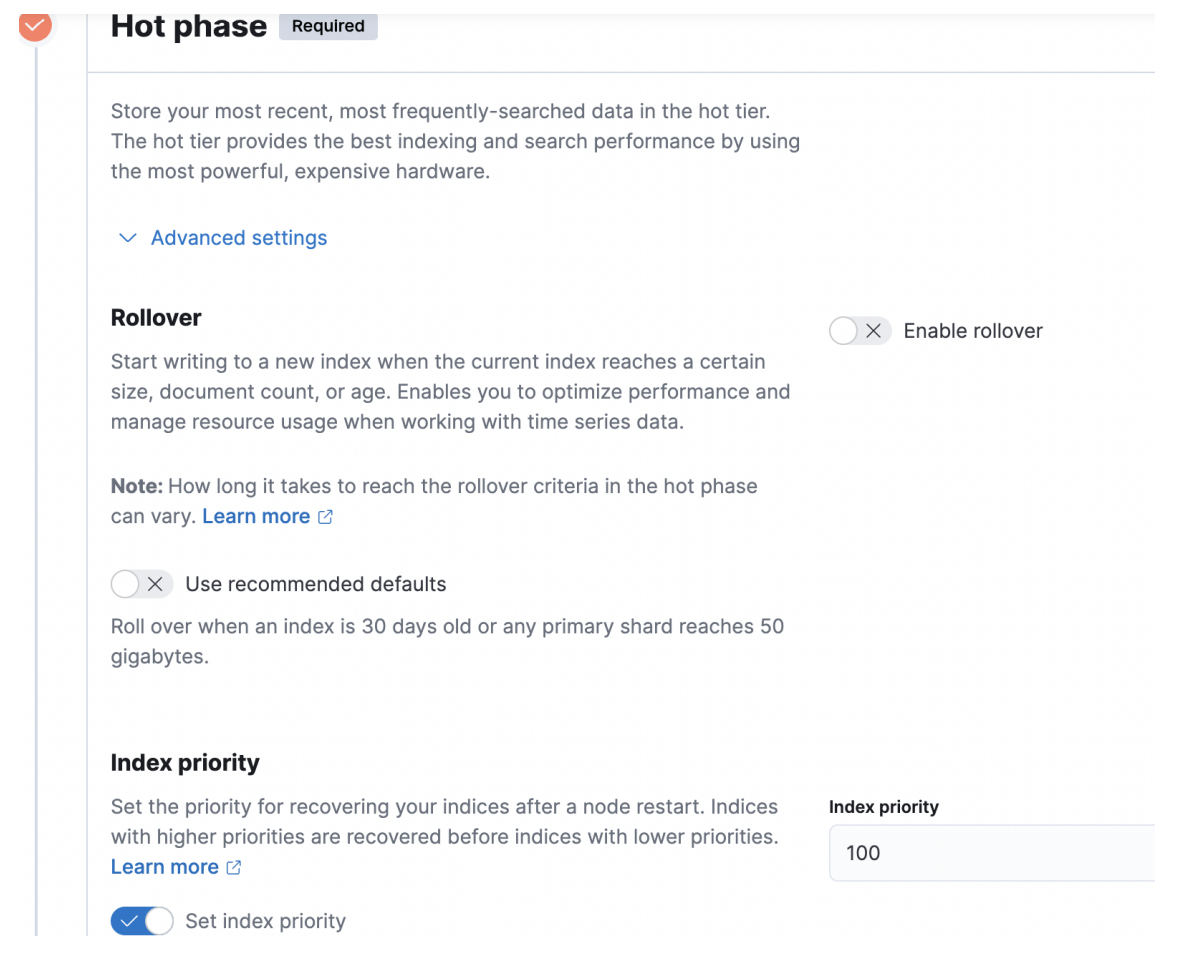 Hot phase Required
Store your most recent, most frequently-searched data in the hot tier.
The hot tier provides the best indexing and search performance by using
the most powerful, expensive hardware.
Advanced settings
Rollover
Enable rollover
Start writing to a new index when the current index reaches a certain
size, document count, or age. Enables you to optimize performance and
manage resource usage when working with time series data.
Note: How long it takes to reach the rollover criteria in the hot phase
can vary. Learn more
Use recommended defaults
Roll over when an index is 30 days old or any primary shard reaches 50
gigabytes.
Index priority
Set the priority for recovering your indices after a node restart. Indices
with higher priorities are recovered before indices with lower priorities.
Learn more
Set index priority
Index priority
100